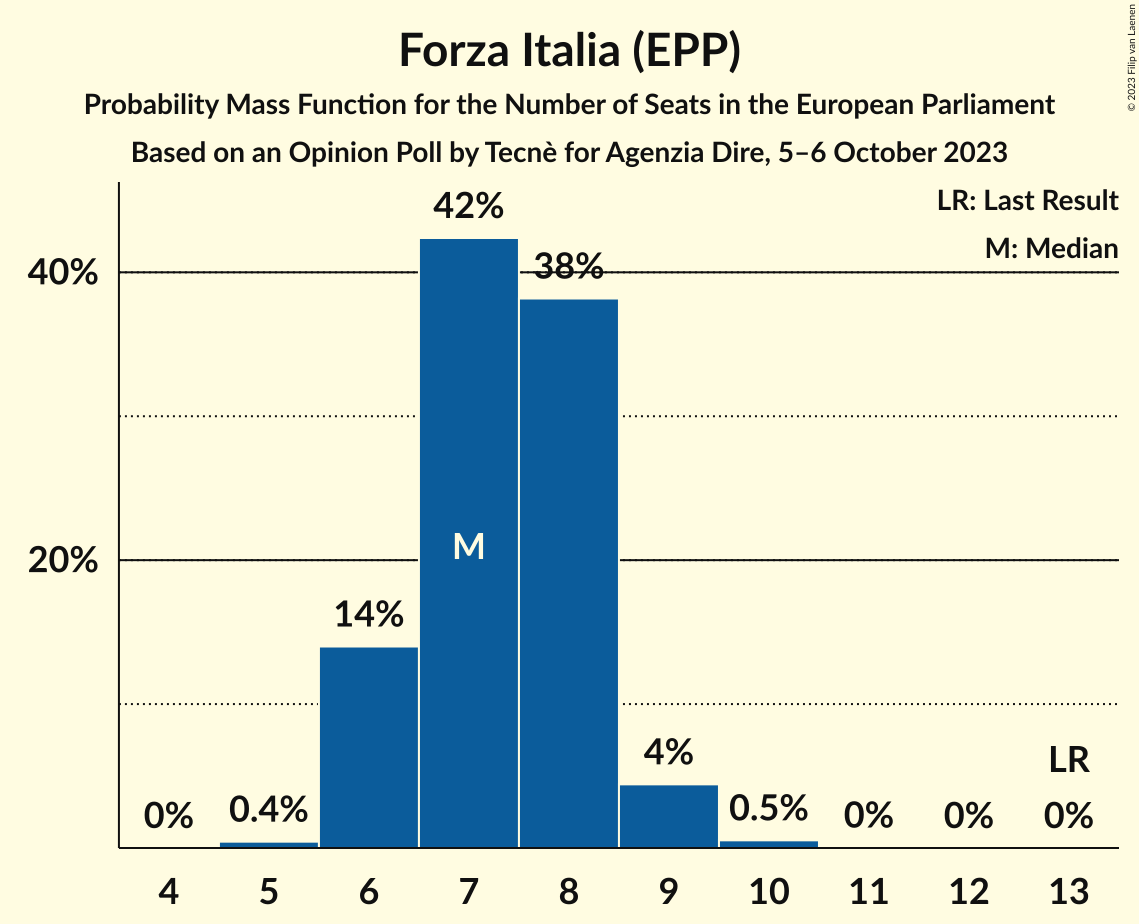 Forza Italia (EPP)
Probability Mass Function for the Number of Seats in the European Parliament
Based on an Opinion Poll by Tecnè for Agenzia Dire, 5–6 October 2023
© 2023 Filip van Laenen
LR: Last Result
M: Median
42%
38%
40%
M
20%
14%
4%
LR
0%
0.4%
0.5%
0%
0%
0%
4
5
6
7
8
9
10
11
12
13